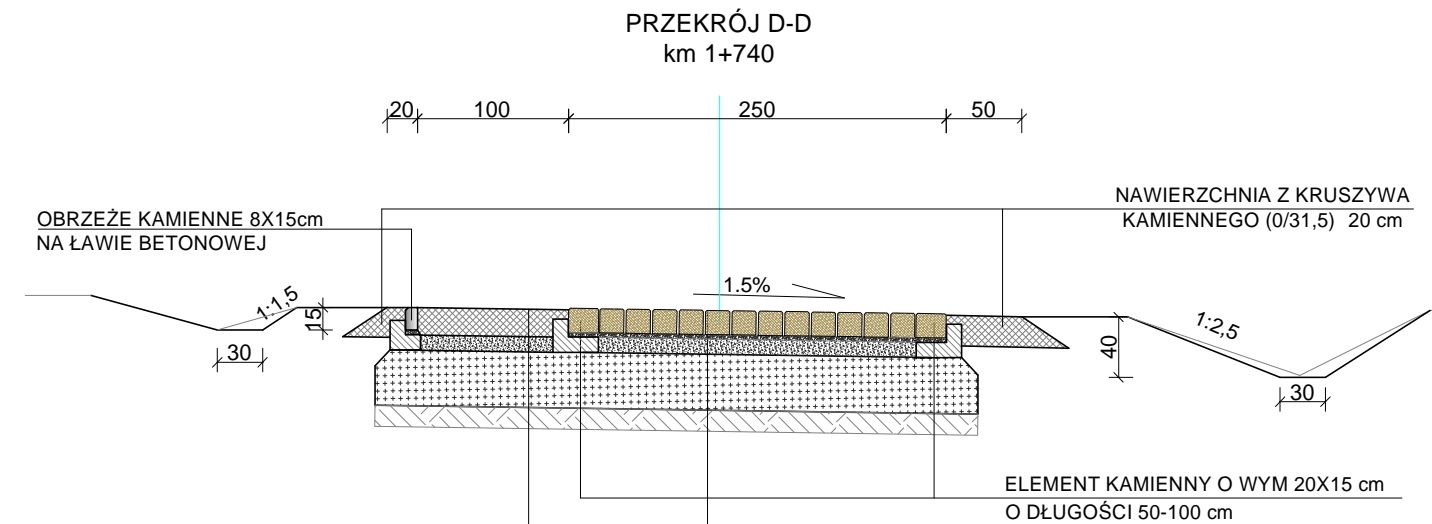 PRZEKRÓJ D-D
km 1+740
20 100 250 50
OBRZEŻE KAMIENNE 8X15cm
NA ŁAWIE BETONOWEJ
NAWIERZCHNIA Z KRUSZYWA
KAMIENNEGO (0/31,5) 20 cm
1.5%
1:1,5
15
30
1:2,5
40
30
ELEMENT KAMIENNY O WYM 20X15 cm
O DŁUGOŚCI 50-100 cm